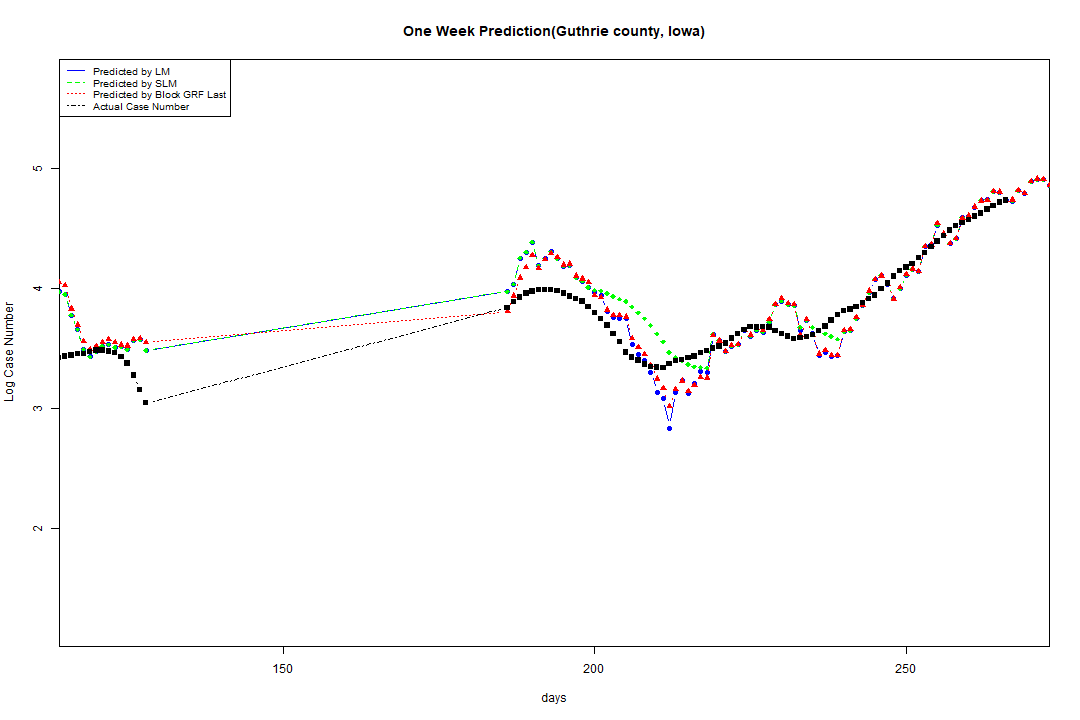 One Week Prediction(Guthrie county, Iowa)
Predicted by LM
Predicted by SLM
Predicted by Block GRF Last
Actual Case Number
Log Case Number
5
4
3
2
150
200
250
days